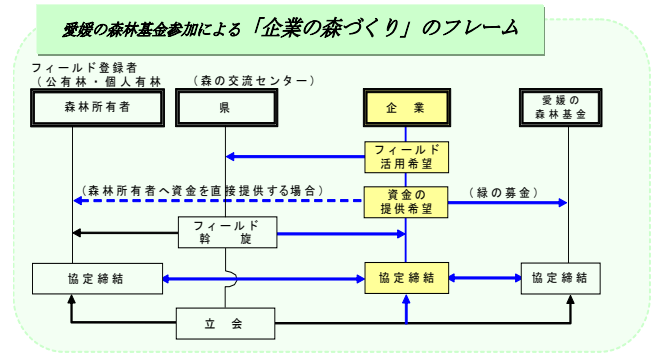 愛媛の森林基金参加による「企業の森づくり」のフレーム
フィールド登録者
（公有林・個人有林
（森の交流センター）
森林所有者
県
企業
愛媛の
森林基金
フィールド
活用希望
（森林所有者へ資金を直接提供する場合）
資金の
提供希望
（緑の募金）
フィールド
斡旋
協定締結
協定締結
協定締結
立会